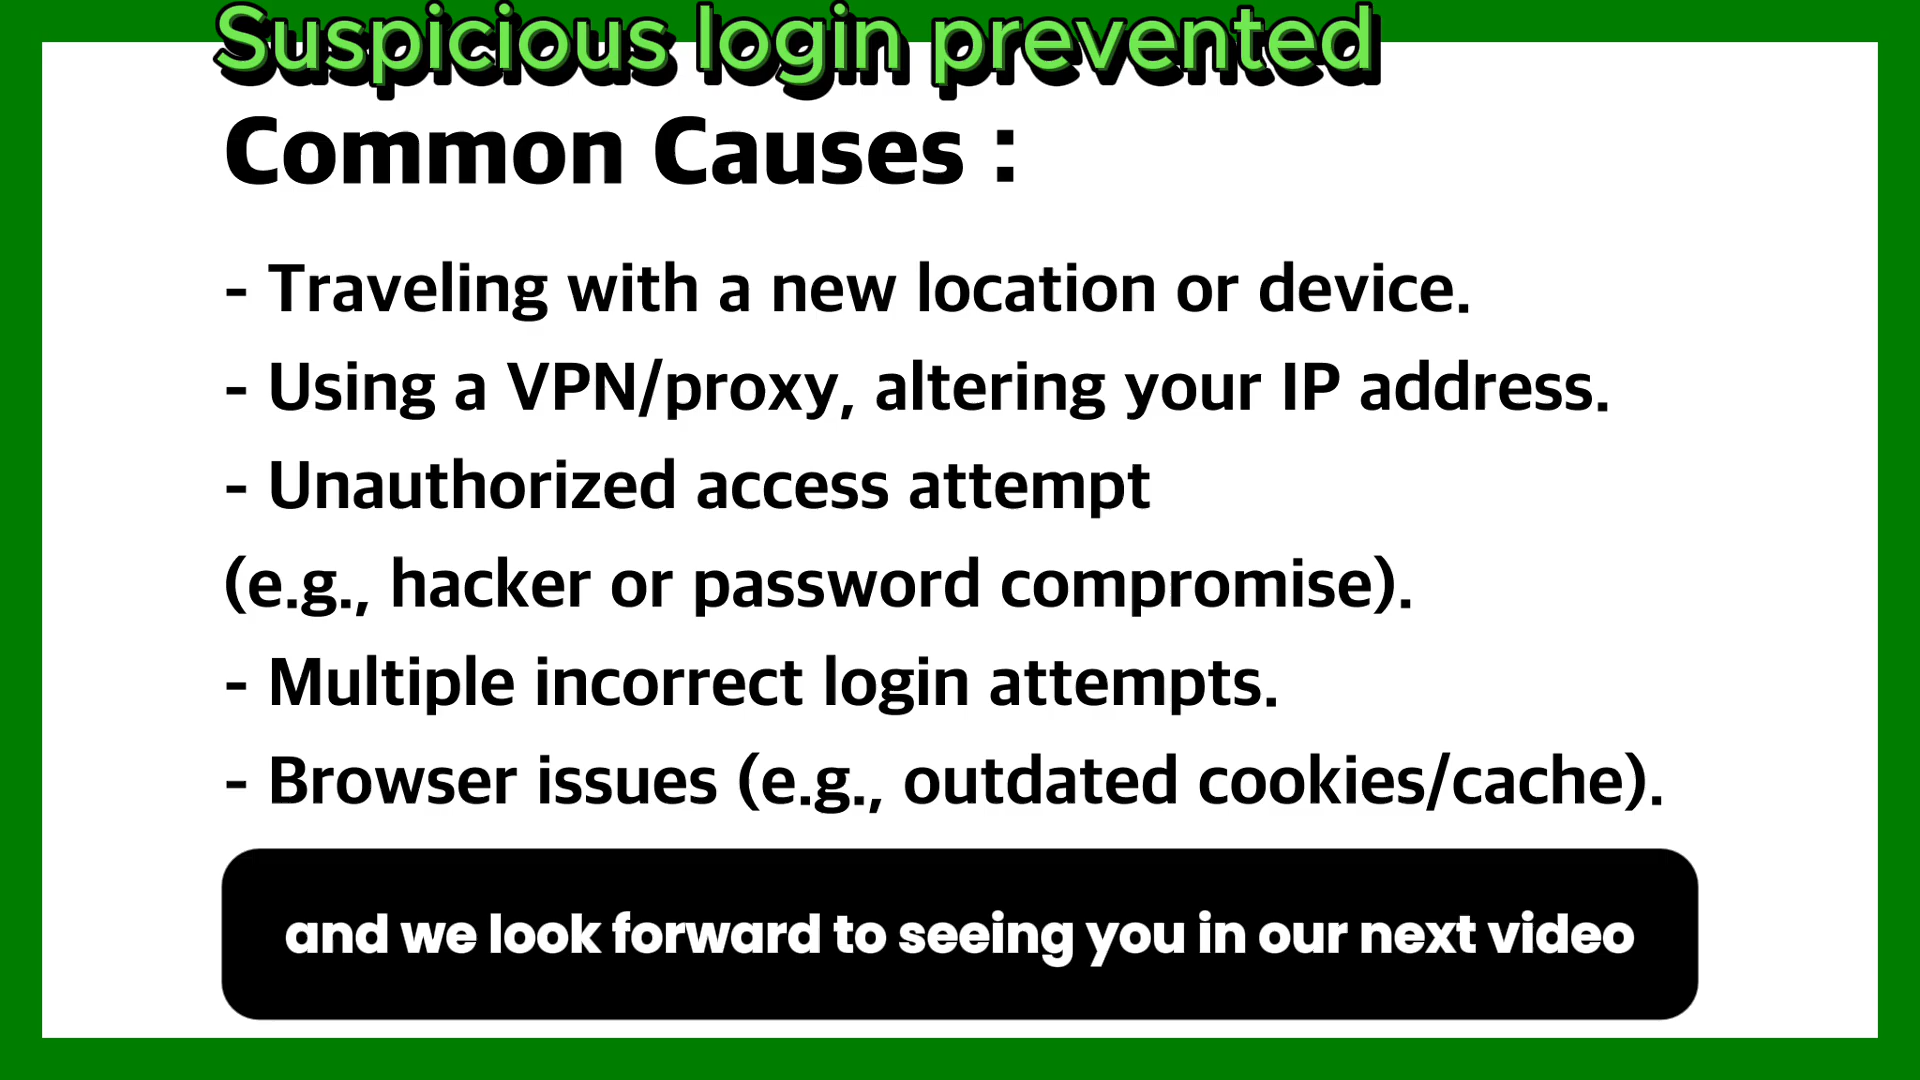 Suspicious login prevented
Common Causes :
- Traveling with a new location or device.
- Using a VPN/proxy, altering your IP address.
- Unauthorized access attempt
(e.g., hacker or password compromise).
- Multiple incorrect login attempts.
- Browser issues (e.g., outdated cookies/cache).
and we look forward to seeing you in our next video